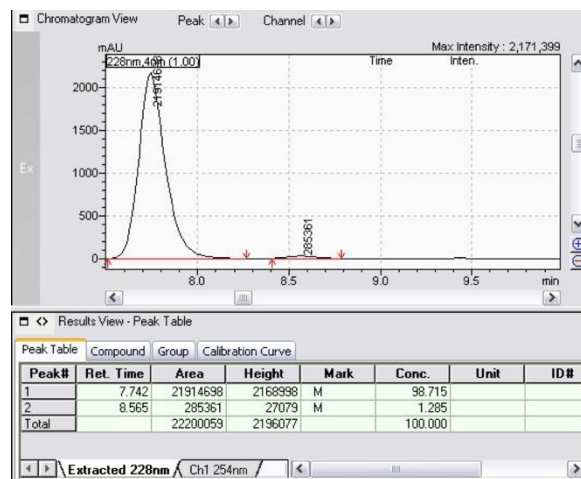 Chromatogram View Peak Channel
mAU Max Intensity : 2,171,399
228nm,4nm (1.00) Time Inten.
21914698
2000
Ex
1500
1000
500
285361
0
8.0 8.5 9.0 9.5 min
Results View - Peak Table
Peak Table Compound Group Calibration Curve
Peak# Ret. Time Area Height Mark Conc. Unit ID#
1 7.742 21914698 2168998 M 98.715
2 8.565 285361 27079 M 1.285
Total 22200059 2196077 100.000
Extracted 228nm Ch1 254nm